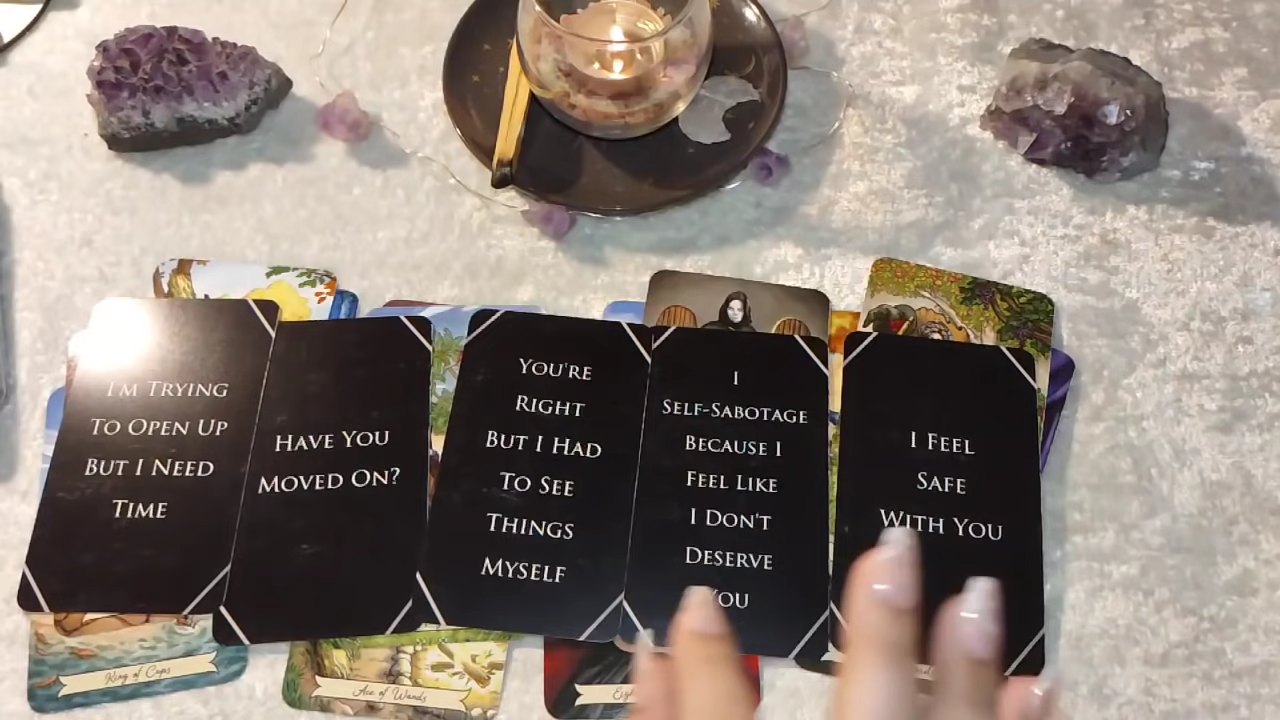 I'm Trying
To Open Up
But I Need
Time
Have You
Moved On?
You're
Right
But I Had
To See
Things
Myself
I
Self-Sabotage
Because I
Feel Like
I Don't
Deserve
You
I Feel
Safe
With You
King of Cups
Ace of Wands